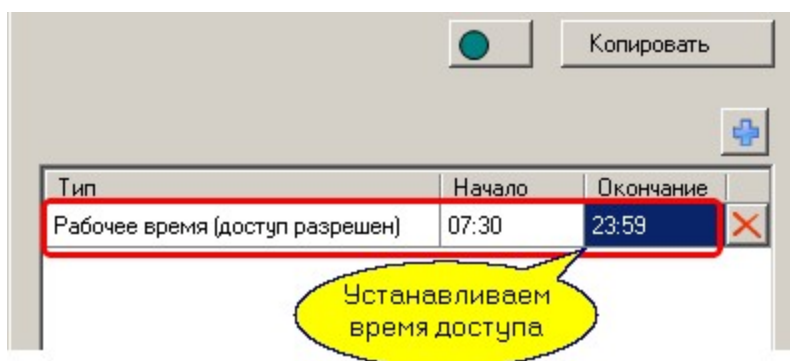 Копировать
Тип Начало Окончание
Рабочее время (доступ разрешен) 07:30 23:59
Устанавливаем
время доступа